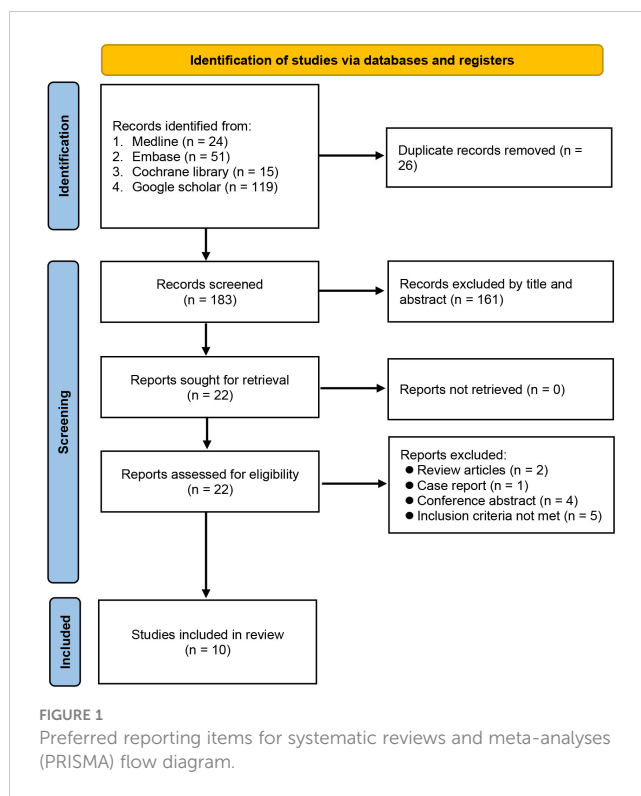 Identification of studies via databases and registers
Identification
Records identified from:
1. Medline (n = 24)
2. Embase (n = 51)
3. Cochrane library (n = 15)
4. Google scholar (n = 119)
Duplicate records removed (n =
26)
Screening
Records screened
(n = 183)
Records excluded by title and
abstract (n = 161)
Reports sought for retrieval
(n = 22)
Reports not retrieved (n = 0)
Reports assessed for eligibility
(n = 22)
Reports excluded:
● Review articles (n = 2)
● Case report (n = 1)
● Conference abstract (n = 4)
● Inclusion criteria not met (n = 5)
Included
Studies included in review
(n = 10)
FIGURE 1
Preferred reporting items for systematic reviews and meta-analyses
(PRISMA) flow diagram.